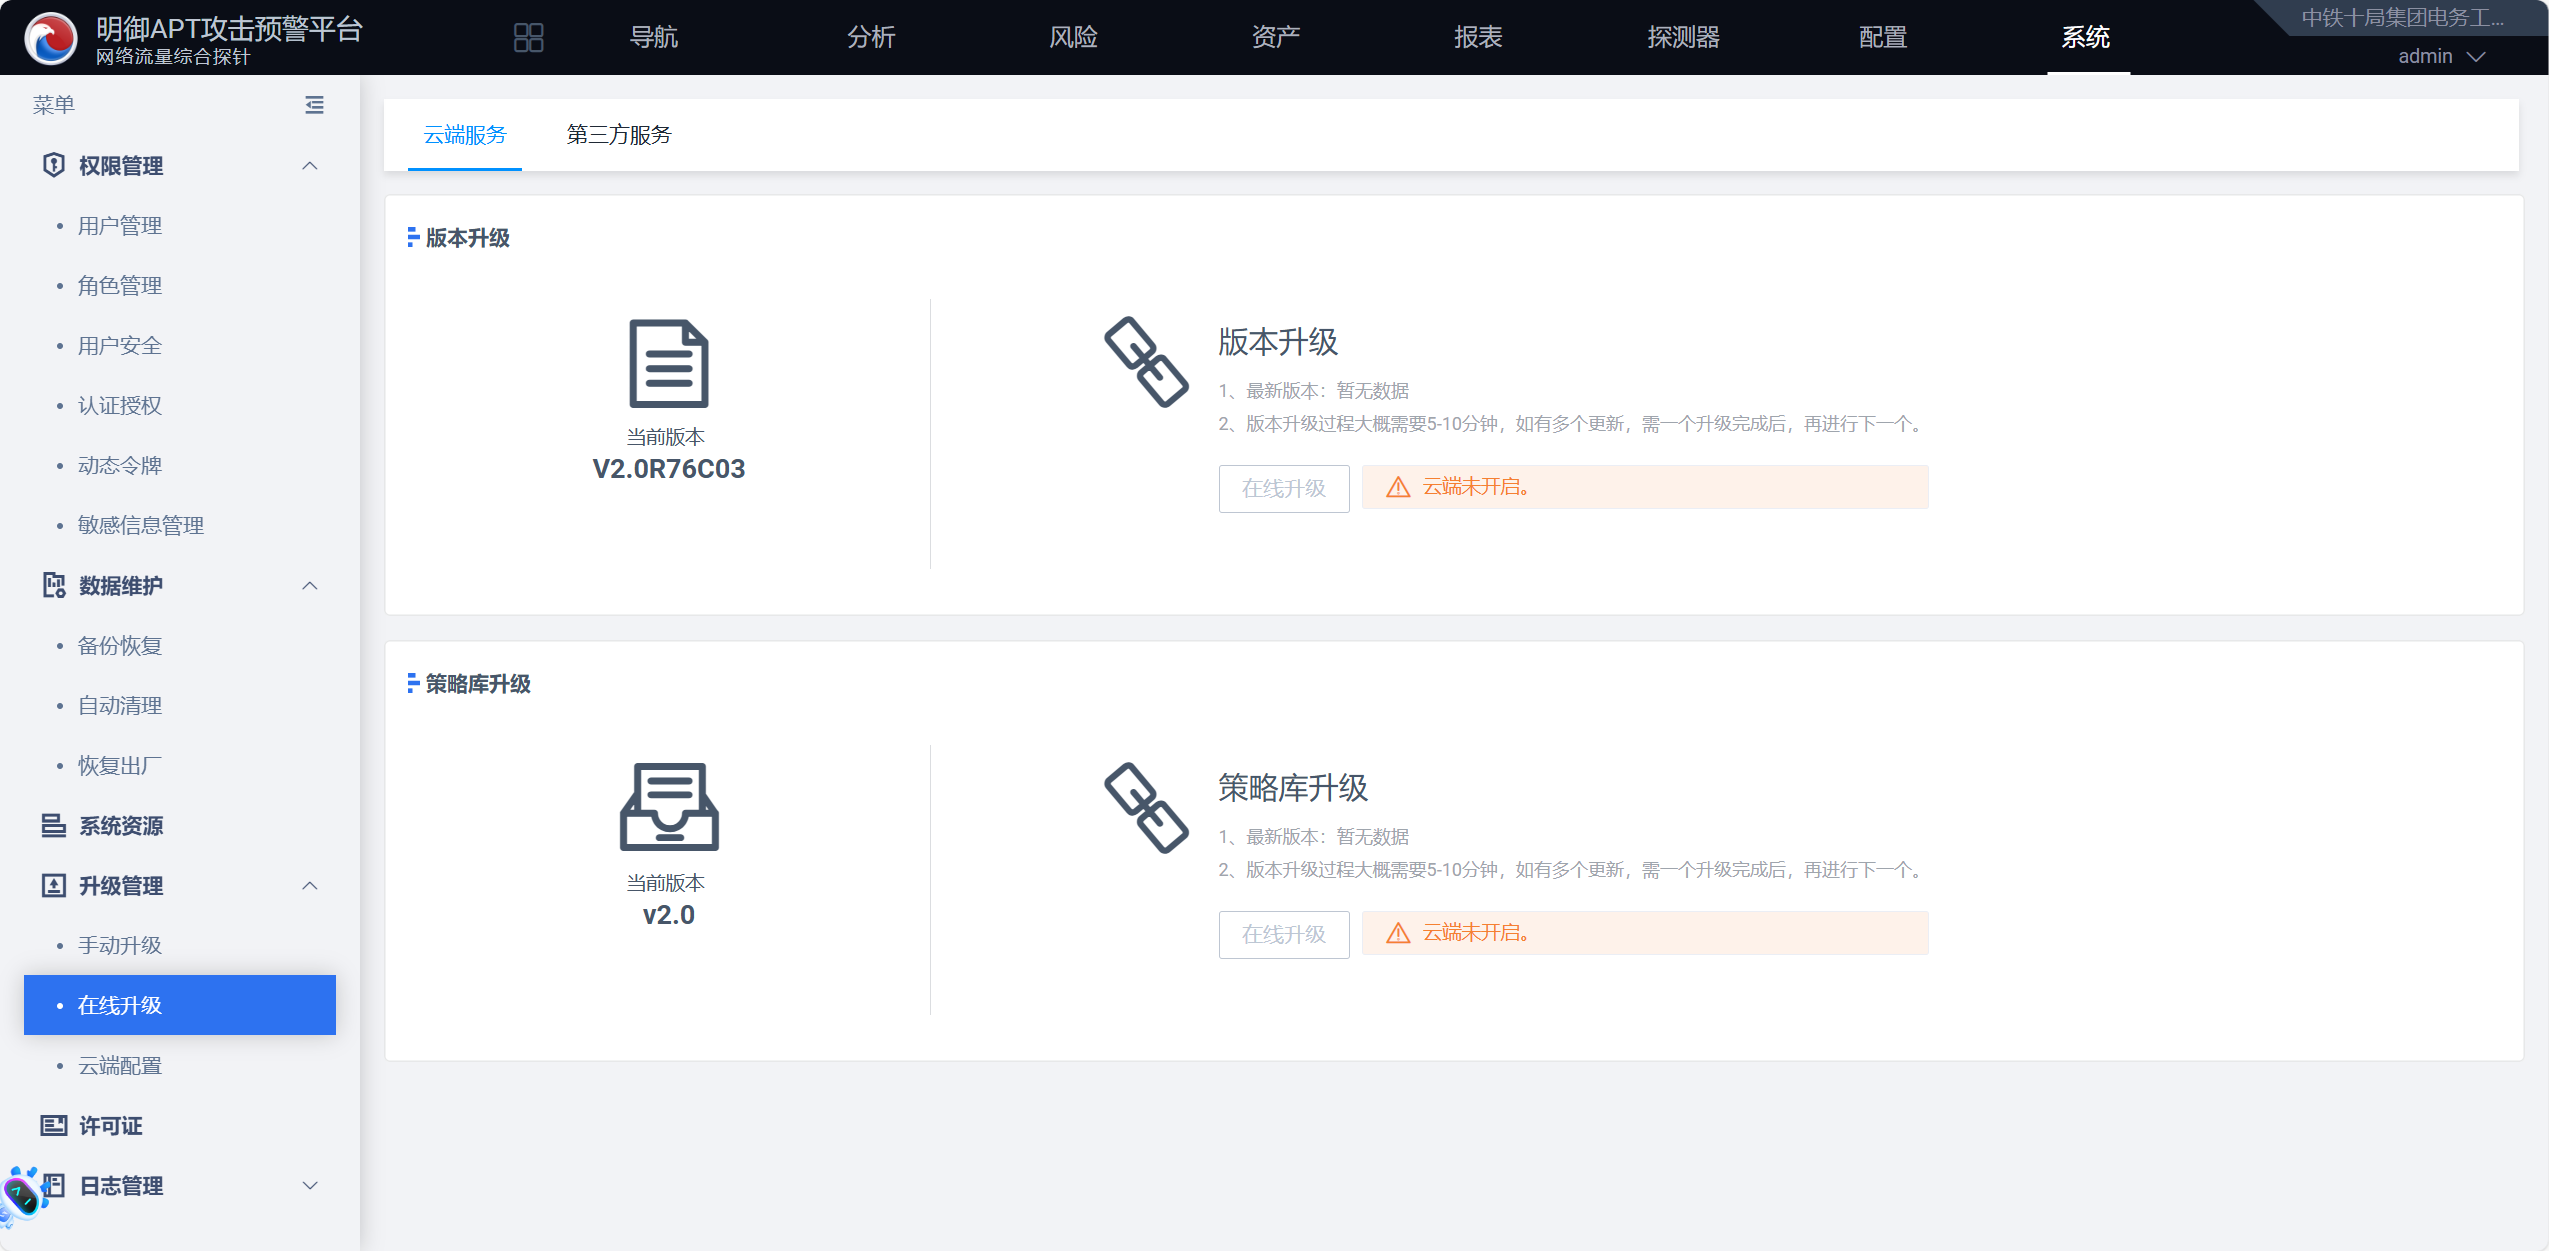 明御APT攻击预警平台
网络流量综合探针
导航
分析
风险
资产
报表
探测器
配置
系统
中铁十局集团电务工...
admin
菜单
权限管理
用户管理
角色管理
用户安全
认证授权
动态令牌
敏感信息管理
数据维护
备份恢复
自动清理
恢复出厂
系统资源
升级管理
手动升级
在线升级
云端配置
许可证
日志管理
云端服务
第三方服务
版本升级
当前版本
V2.0R76C03
版本升级
1、最新版本：暂无数据
2、版本升级过程大概需要5-10分钟，如有多个更新，需一个升级完成后，再进行下一个。
在线升级
云端未开启。
策略库升级
当前版本
v2.0
策略库升级
1、最新版本：暂无数据
2、版本升级过程大概需要5-10分钟，如有多个更新，需一个升级完成后，再进行下一个。
在线升级
云端未开启。